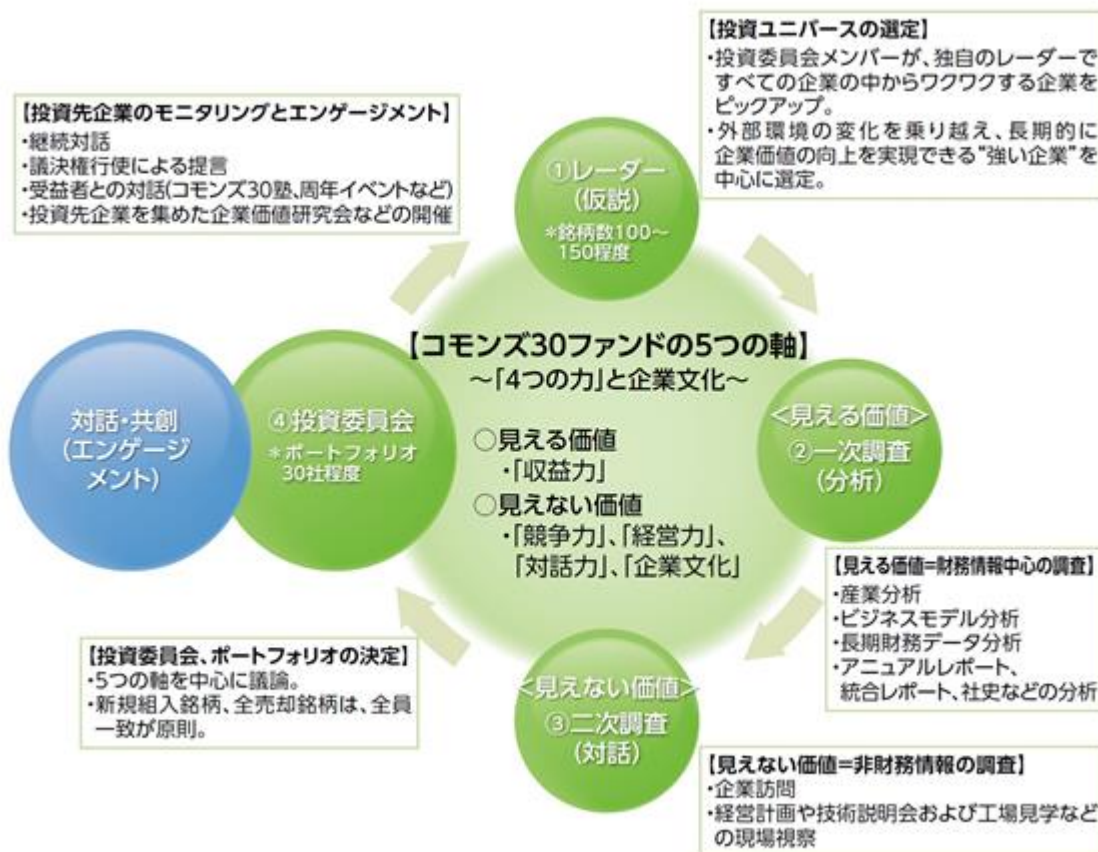 【投資ユニバースの選定】
・投資委員会メンバーが、独自のレーダーで
すべての企業の中からワクワクする企業を
ピックアップ。
・外部環境の変化を乗り越え、長期的に
企業価値の向上を実現できる“強い企業”を
中心に選定。
【投資先企業のモニタリングとエンゲージメント】
・継続対話
・議決権行使による提言
・受益者との対話(コモンズ30塾、周年イベントなど)
・投資先企業を集めた企業価値研究会などの開催
①レーダー
(仮説)
＊銘柄数100〜
150程度
【コモンズ30ファンドの5つの軸】
〜「4つの力」と企業文化〜
○見える価値
・「収益力」
○見えない価値
・「競争力」、「経営力」、
「対話力」、「企業文化」
対話・共創
(エンゲージ
メント)
④投資委員会
＊ポートフォリオ
30社程度
<見える価値>
②一次調査
(分析)
【見える価値=財務情報中心の調査】
・産業分析
・ビジネスモデル分析
・長期財務データ分析
・アニュアルレポート、
統合レポート、社史などの分析
【投資委員会、ポートフォリオの決定】
・5つの軸を中心に議論。
・新規組入銘柄、全売却銘柄は、全員
一致が原則。
<見えない価値>
③二次調査
(対話)
【見えない価値=非財務情報の調査】
・企業訪問
・経営計画や技術説明会および工場見学など
の現場視察